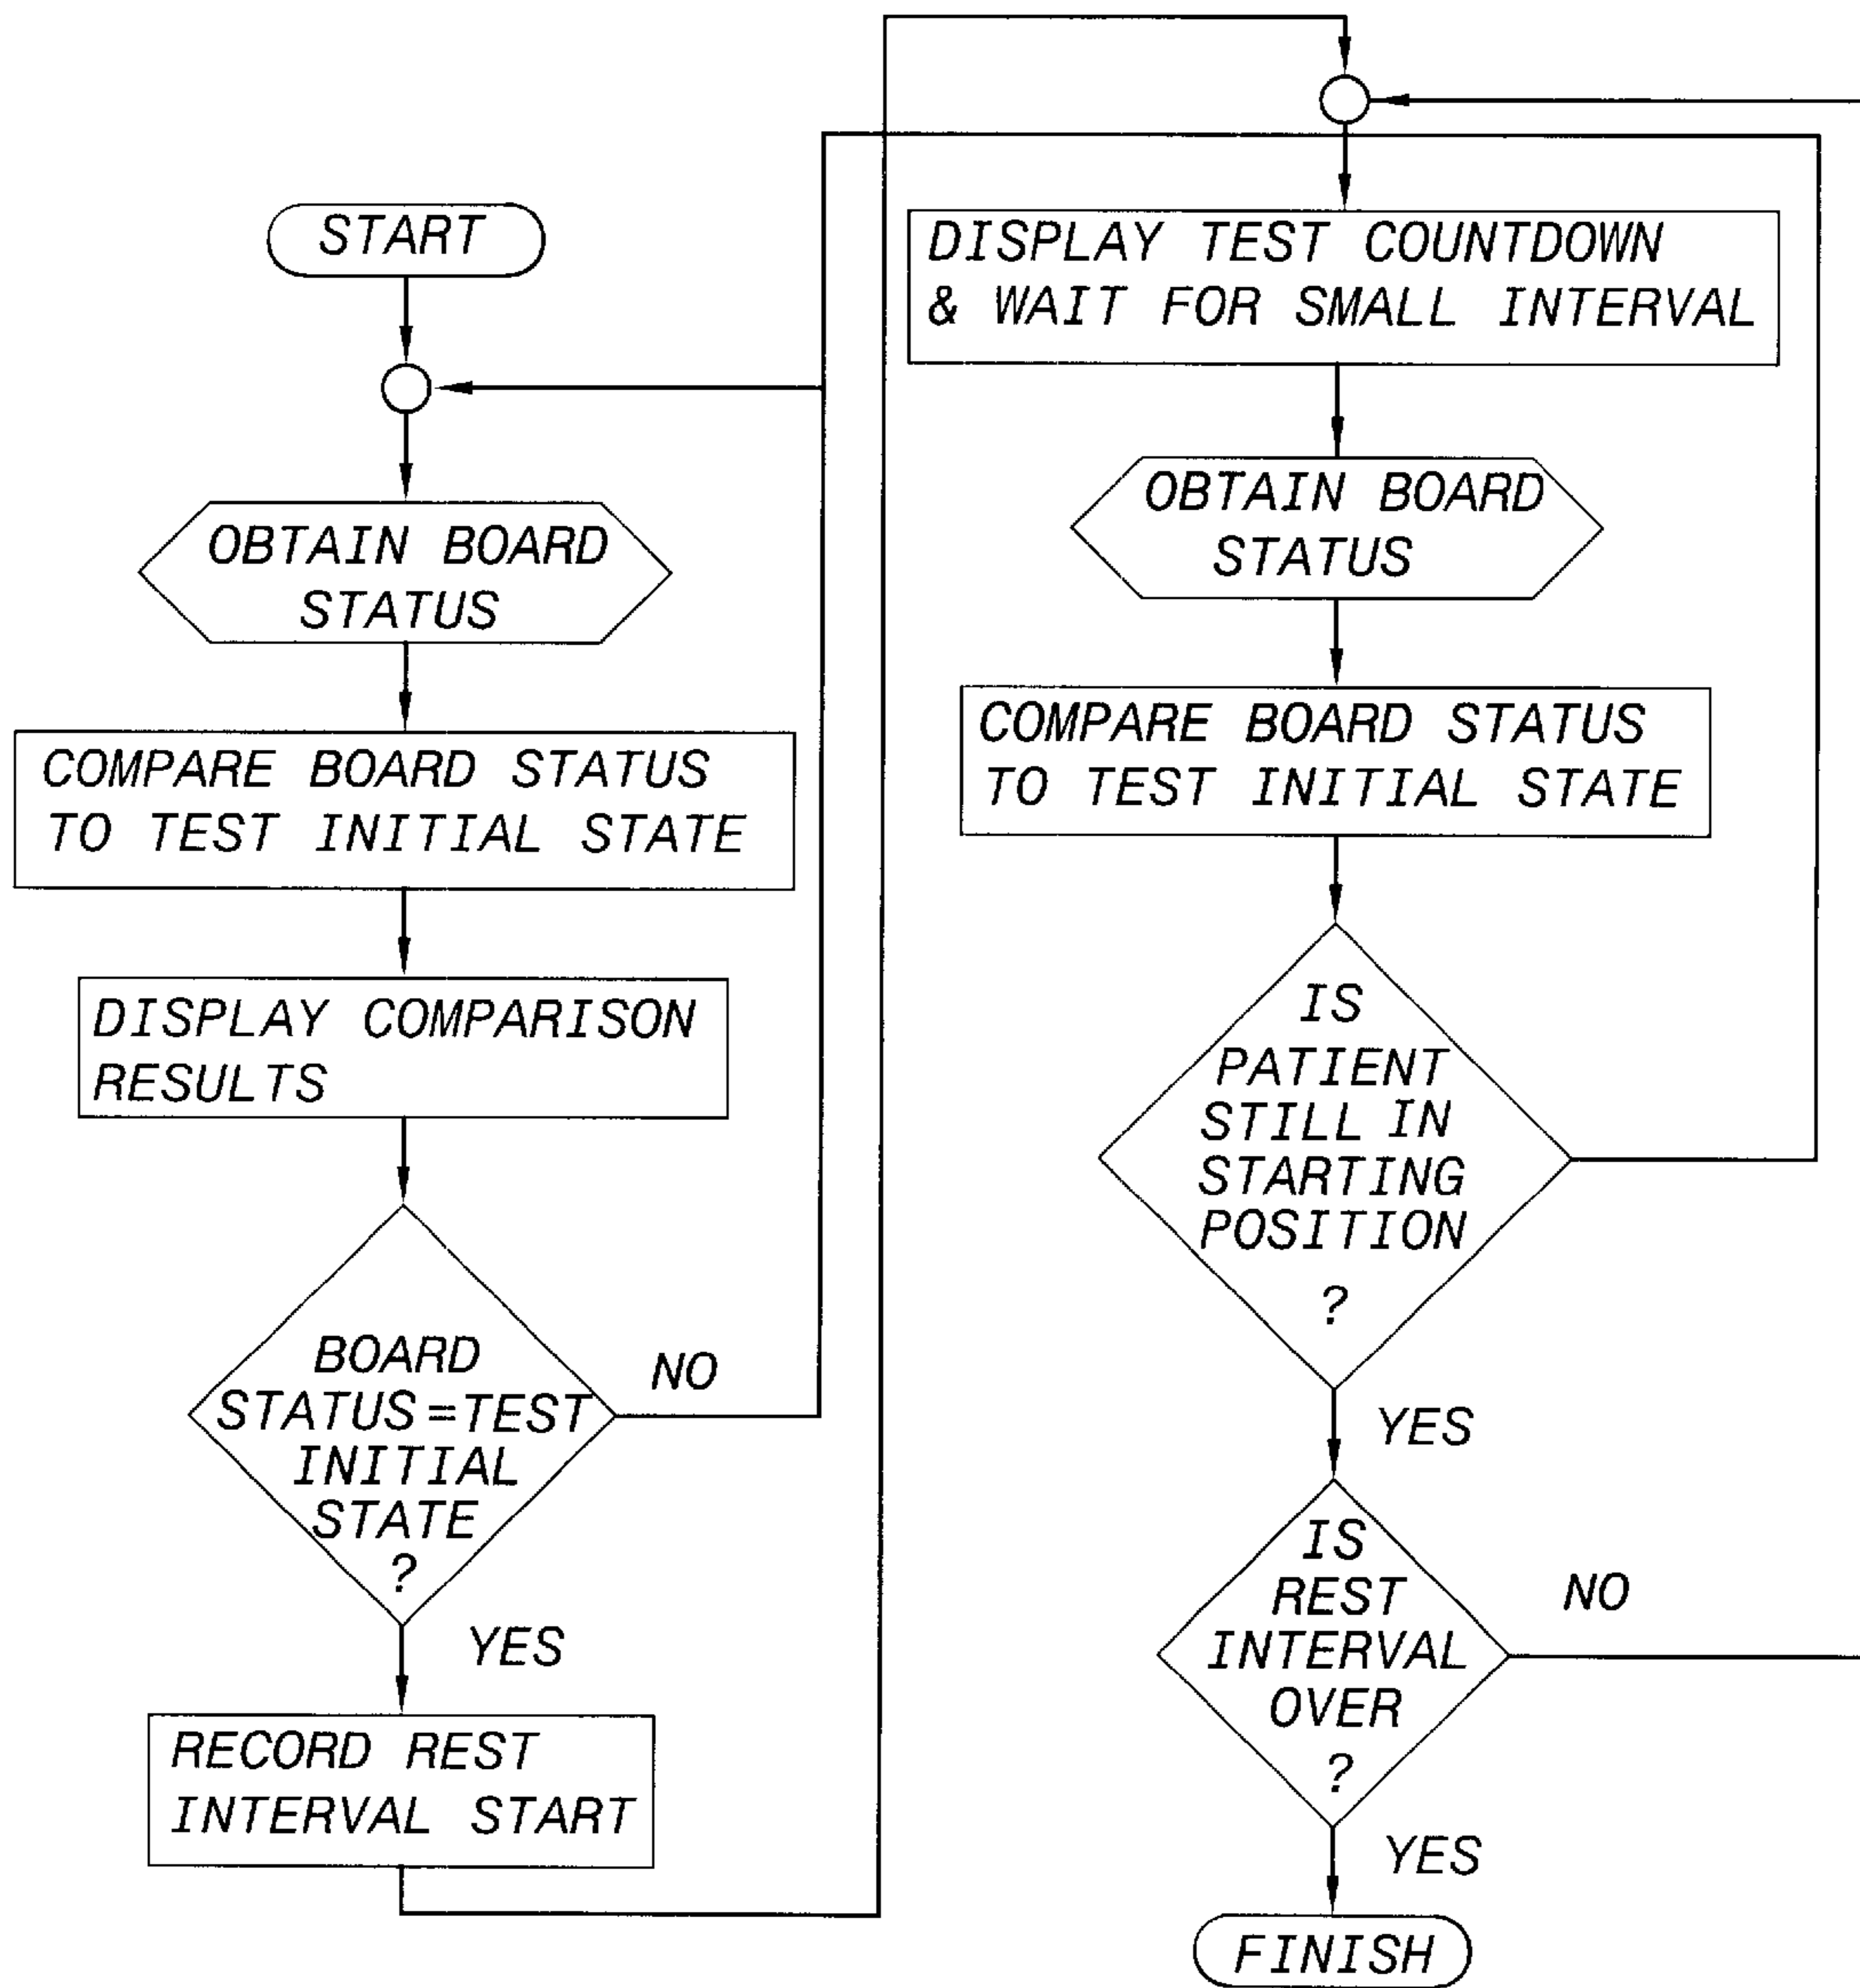 START
OBTAIN BOARD
STATUS
COMPARE BOARD STATUS
TO TEST INITIAL STATE
DISPLAY COMPARISON
RESULTS
BOARD
STATUS=TEST
INITIAL
STATE
?
NO
YES
RECORD REST
INTERVAL START
DISPLAY TEST COUNTDOWN
& WAIT FOR SMALL INTERVAL
OBTAIN BOARD
STATUS
COMPARE BOARD STATUS
TO TEST INITIAL STATE
IS
PATIENT
STILL IN
STARTING
POSITION
?
YES
IS
REST
INTERVAL
OVER
?
NO
YES
FINISH